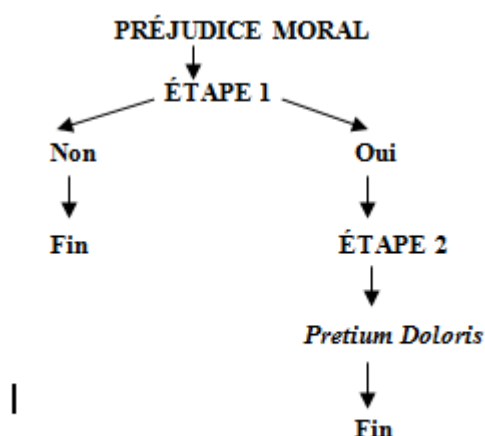 PRÉJUDICE MORAL
ÉTAPE 1
Non
Oui
Fin
ÉTAPE 2
Pretium Doloris
Fin